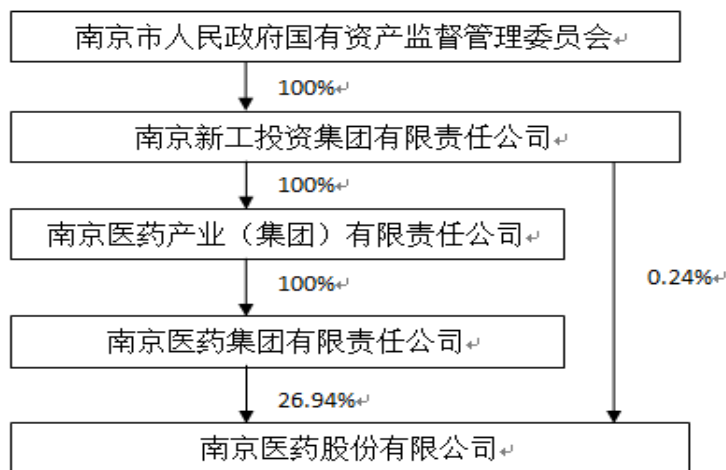 南京市人民政府国有资产监督管理委员会
100%
南京新工投资集团有限责任公司
100%
南京医药产业（集团）有限责任公司
100%
0.24%
南京医药集团有限责任公司
26.94%
南京医药股份有限公司